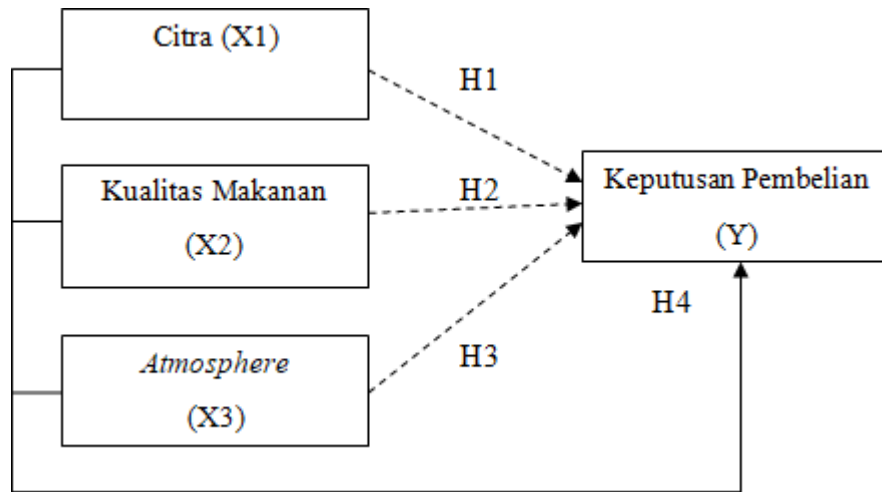 Citra (X1)
H1
Kualitas Makanan
(X2)
H2
Keputusan Pembelian
(Y)
H4
Atmosphere
(X3)
H3